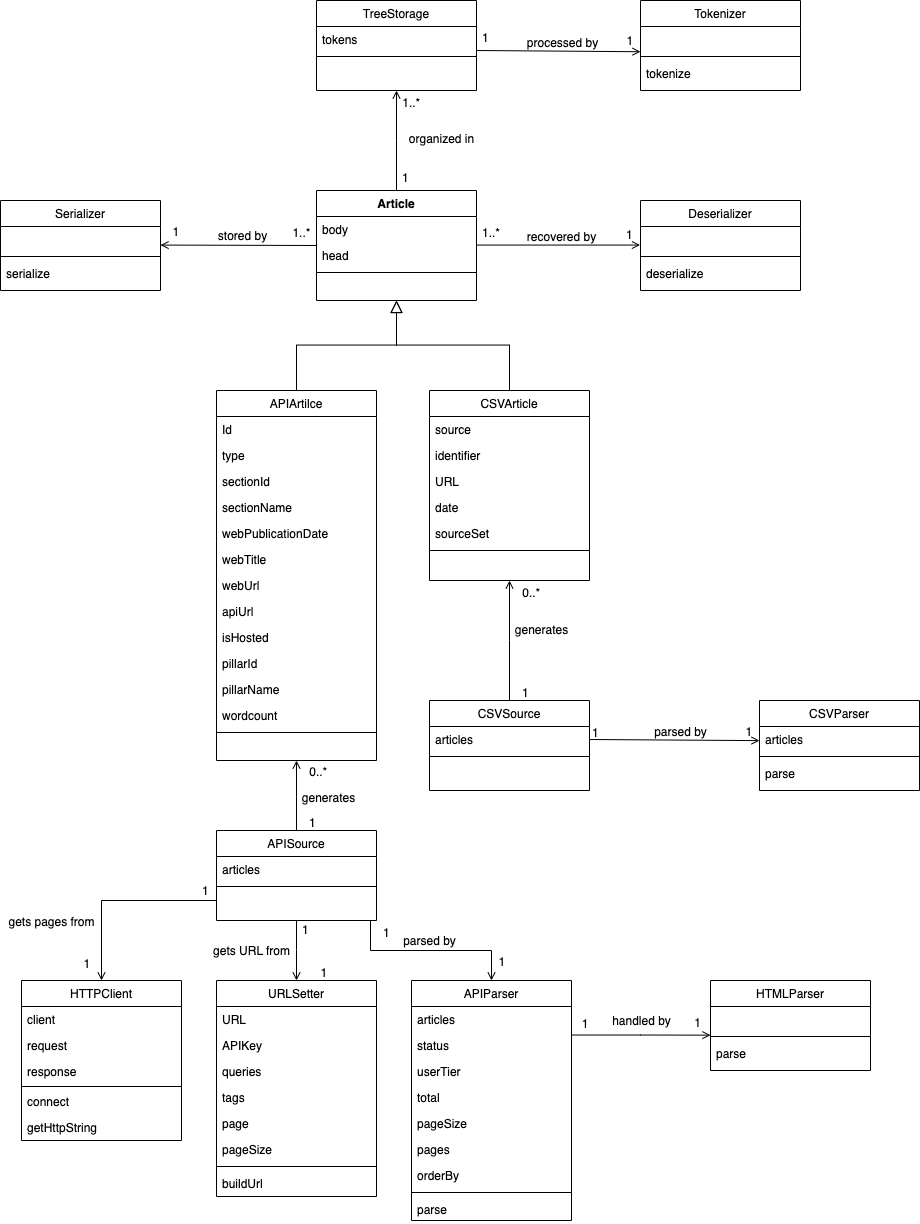 TreeStorage
tokens
1
processed by
1
Tokenizer
tokenize
1..*
organized in
1
Serializer
serialize
1
stored by
1..*
Article
body
head
1..*
recovered by
1
Deserializer
deserialize
APIArtilce
Id
type
sectionId
sectionName
webPublicationDate
webTitle
webUrl
apiUrl
isHosted
pillarId
pillarName
wordcount
CSVArticle
source
identifier
URL
date
sourceSet
0..*
generates
1
CSVSource
articles
1
parsed by
1
CSVParser
articles
parse
0..*
generates
1
APISource
articles
1
gets pages from
1
1
gets URL from
1
1
parsed by
1
HTTPClient
client
request
response
connect
getHttpString
URLSetter
URL
APIKey
queries
tags
page
pageSize
buildUrl
APIParser
articles
status
userTier
total
pageSize
pages
orderBy
parse
1
handled by
1
HTMLParser
parse